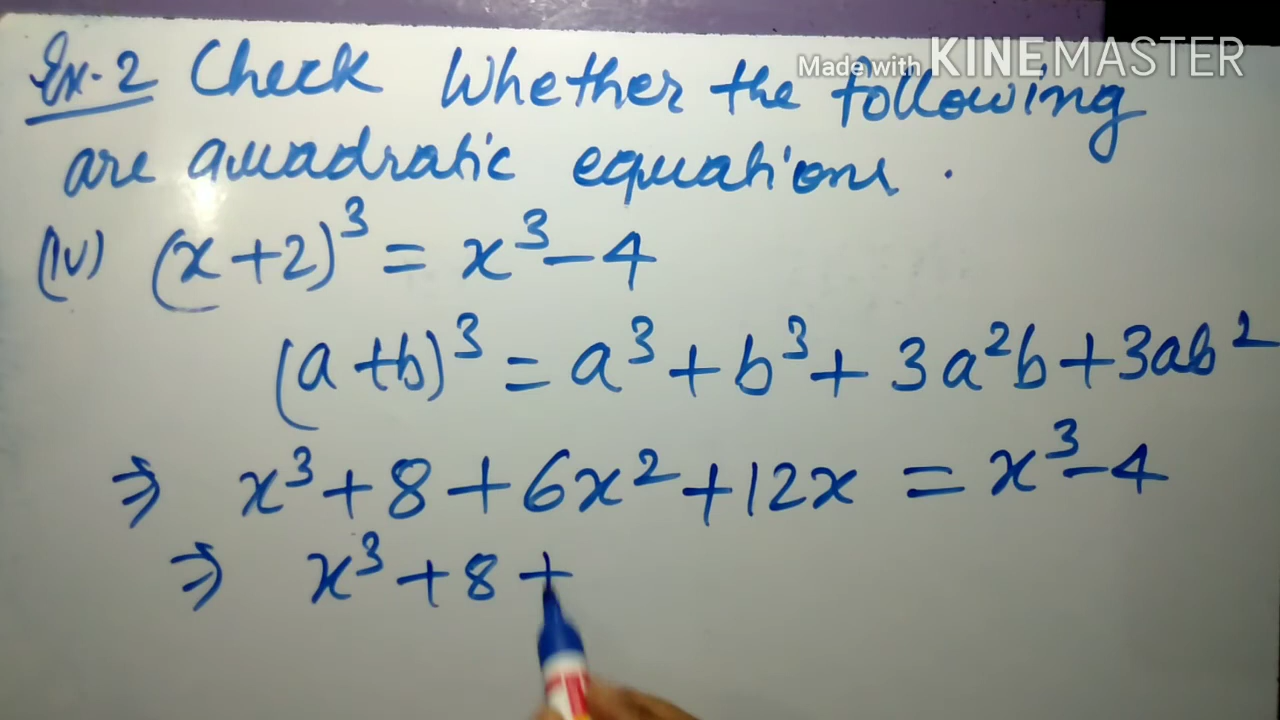 Made with KINEMASTER
Ex.2 Check Whether the following
are quadratic equations.
(IV) (x+2)³ = x³-4
(a+b)³ = a³+b³+3a²b+3ab²
⇒ x³+8+6x²+12x = x³-4
⇒ x³+8+